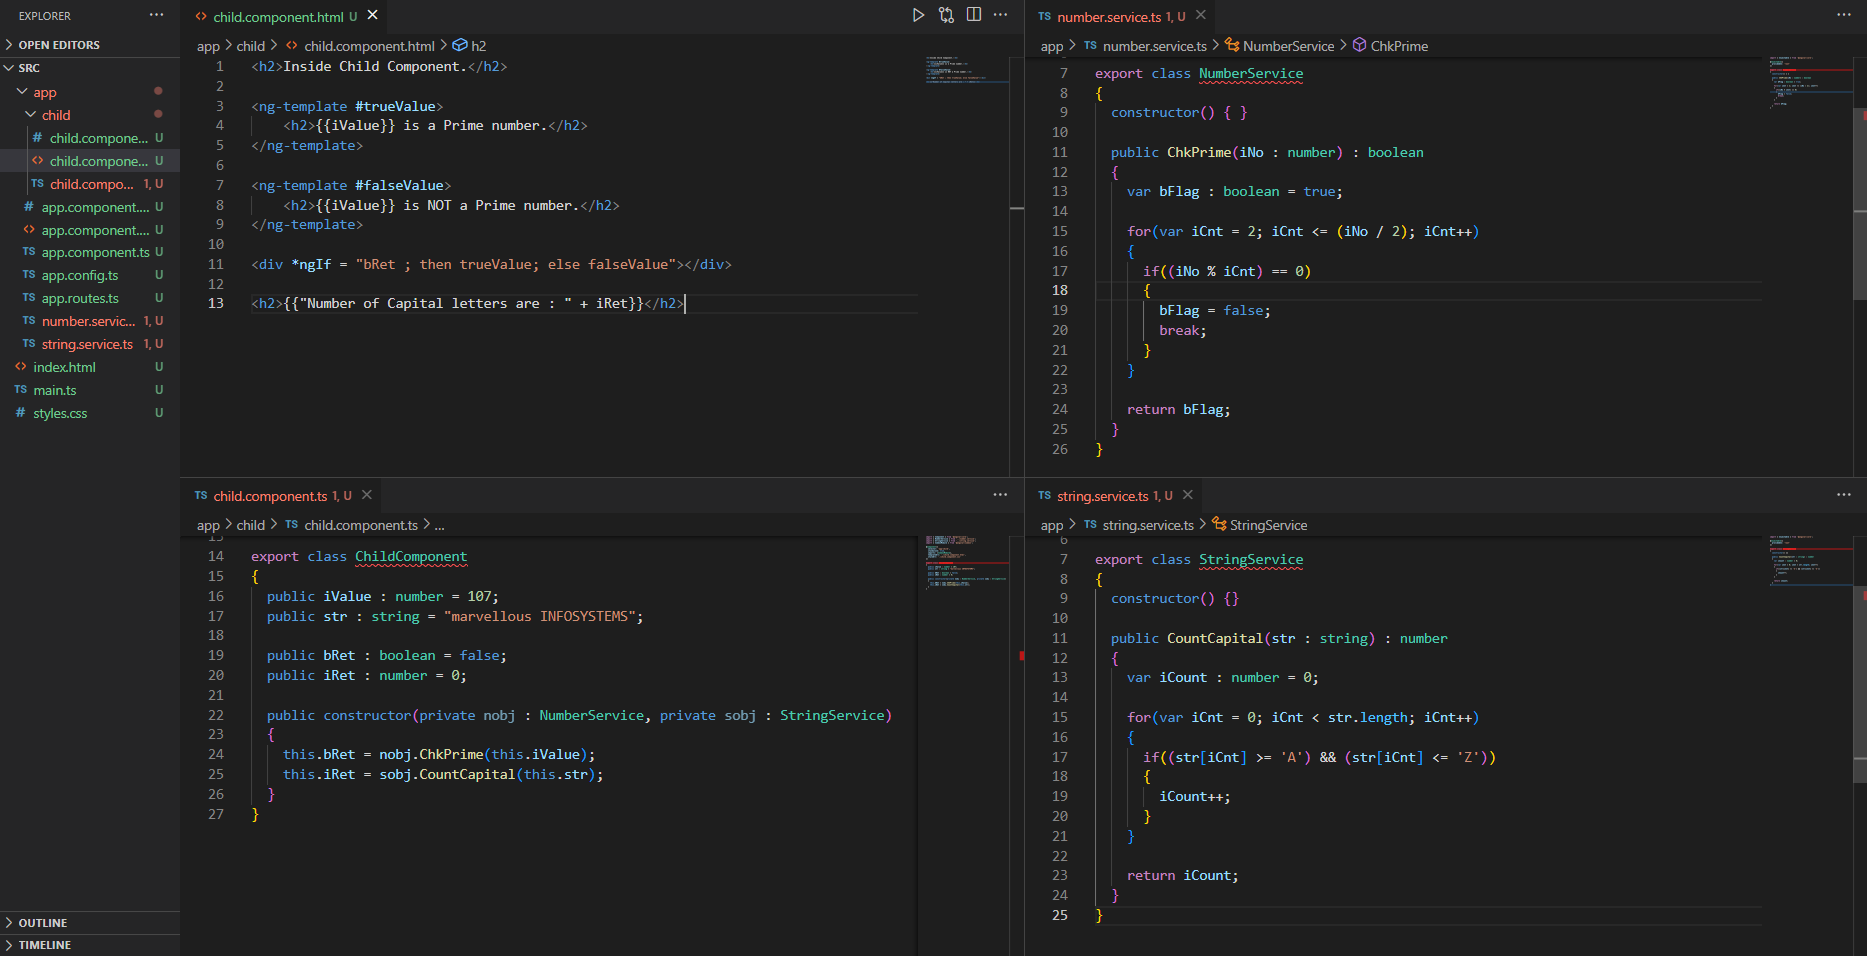 EXPLORER
OPEN EDITORS
SRC
app
child
# child.compone... U
<> child.compone... U
TS child.compo... 1, U
# app.component.... U
<> app.component.... U
TS app.component.ts U
TS app.config.ts U
TS app.routes.ts U
TS number.servic... 1, U
TS string.service.ts 1, U
<> index.html U
TS main.ts U
# styles.css U
OUTLINE
TIMELINE
<> child.component.html U
app > child > <> child.component.html > h2
1 <h2>Inside Child Component.</h2>
2
3 <ng-template #trueValue>
4 <h2>{{iValue}} is a Prime number.</h2>
5 </ng-template>
6
7 <ng-template #falseValue>
8 <h2>{{iValue}} is NOT a Prime number.</h2>
9 </ng-template>
10
11 <div *ngIf = "bRet ; then trueValue; else falseValue"></div>
12
13 <h2>{{"Number of Capital letters are : " + iRet}}</h2>
TS number.service.ts 1, U
app > TS number.service.ts > NumberService > ChkPrime
7 export class NumberService
8 {
9 constructor() { }
10
11 public ChkPrime(iNo : number) : boolean
12 {
13 var bFlag : boolean = true;
14
15 for(var iCnt = 2; iCnt <= (iNo / 2); iCnt++)
16 {
17 if((iNo % iCnt) == 0)
18 {
19 bFlag = false;
20 break;
21 }
22 }
23
24 return bFlag;
25 }
26 }
TS child.component.ts 1, U
app > child > TS child.component.ts > ...
14 export class ChildComponent
15 {
16 public iValue : number = 107;
17 public str : string = "marvellous INFOSYSTEMS";
18
19 public bRet : boolean = false;
20 public iRet : number = 0;
21
22 public constructor(private nobj : NumberService, private sobj : StringService)
23 {
24 this.bRet = nobj.ChkPrime(this.iValue);
25 this.iRet = sobj.CountCapital(this.str);
26 }
27 }
TS string.service.ts 1, U
app > TS string.service.ts > StringService
6
7 export class StringService
8 {
9 constructor() {}
10
11 public CountCapital(str : string) : number
12 {
13 var iCount : number = 0;
14
15 for(var iCnt = 0; iCnt < str.length; iCnt++)
16 {
17 if((str[iCnt] >= 'A') && (str[iCnt] <= 'Z'))
18 {
19 iCount++;
20 }
21 }
22
23 return iCount;
24 }
25 }